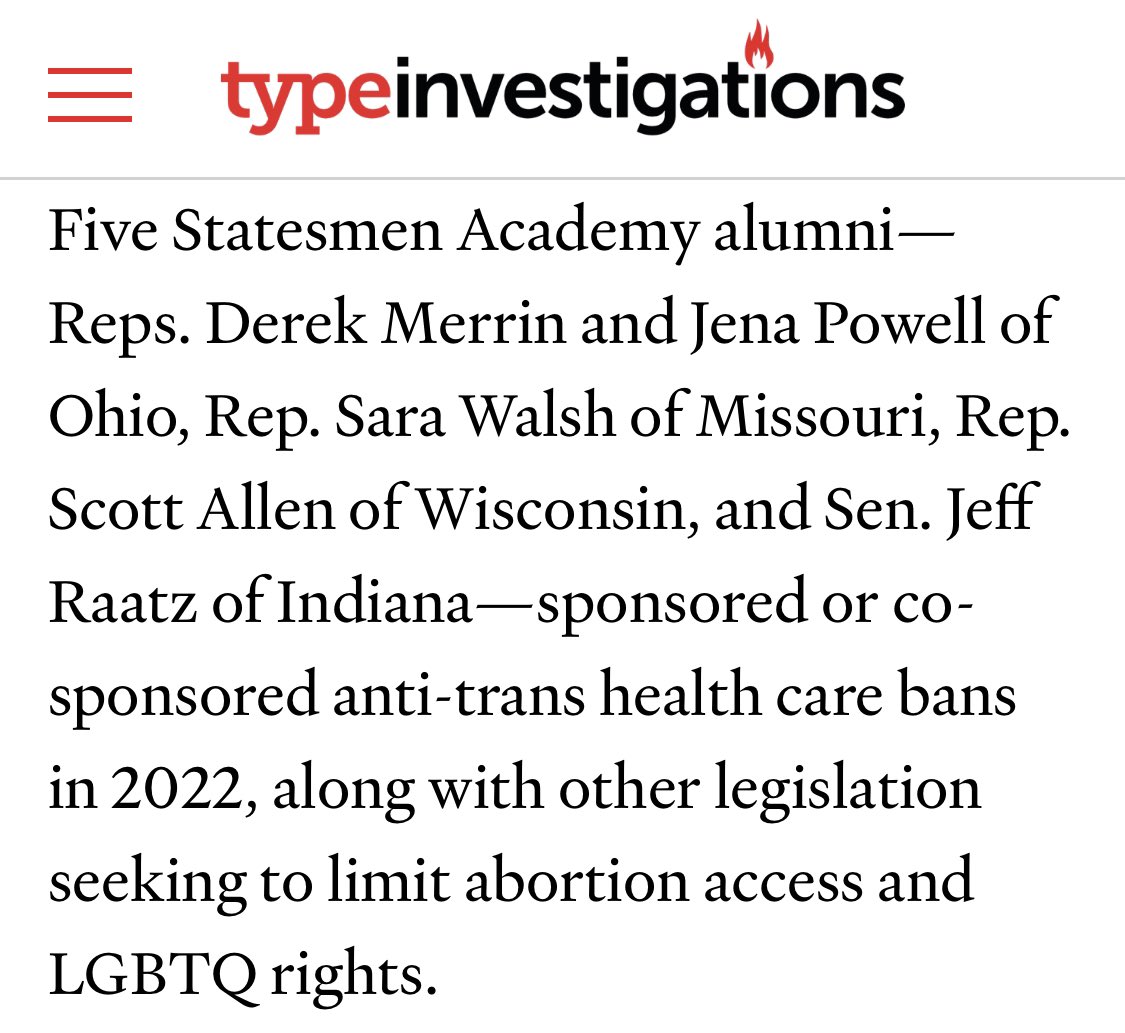 typeinvestigations
Five Statesmen Academy alumni—
Reps. Derek Merrin and Jena Powell of
Ohio, Rep. Sara Walsh of Missouri, Rep.
Scott Allen of Wisconsin, and Sen. Jeff
Raatz of Indiana—sponsored or co-
sponsored anti-trans health care bans
in 2022, along with other legislation
seeking to limit abortion access and
LGBTQ rights.